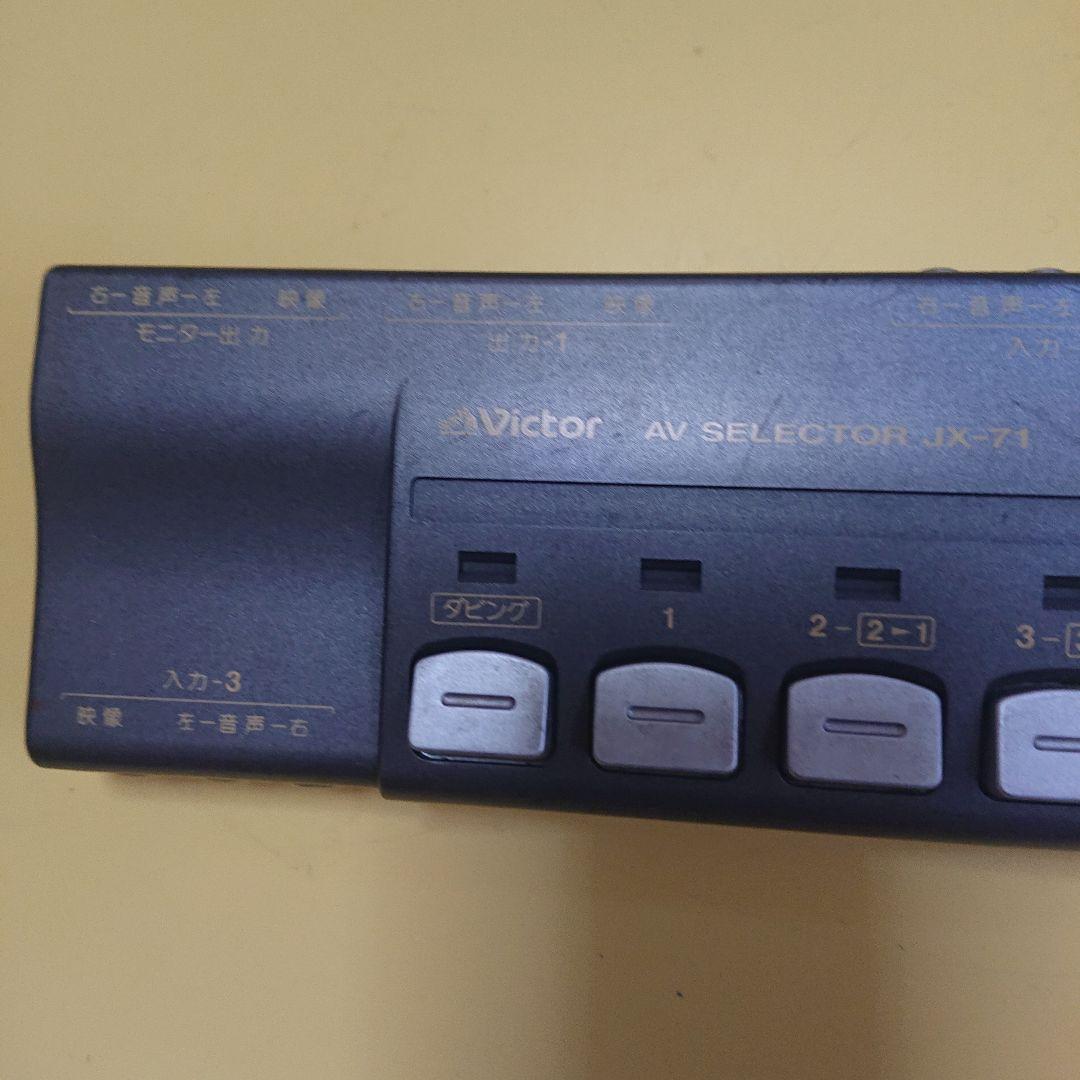 右ー音声ー左 映像
モニター出力
右ー音声ー左 映像
出力-1
右ー音声ー左
入力-
Victor AV SELECTOR JX-71
ダビング
1
2-2►1
3-
入力-3
映像 左ー音声ー右